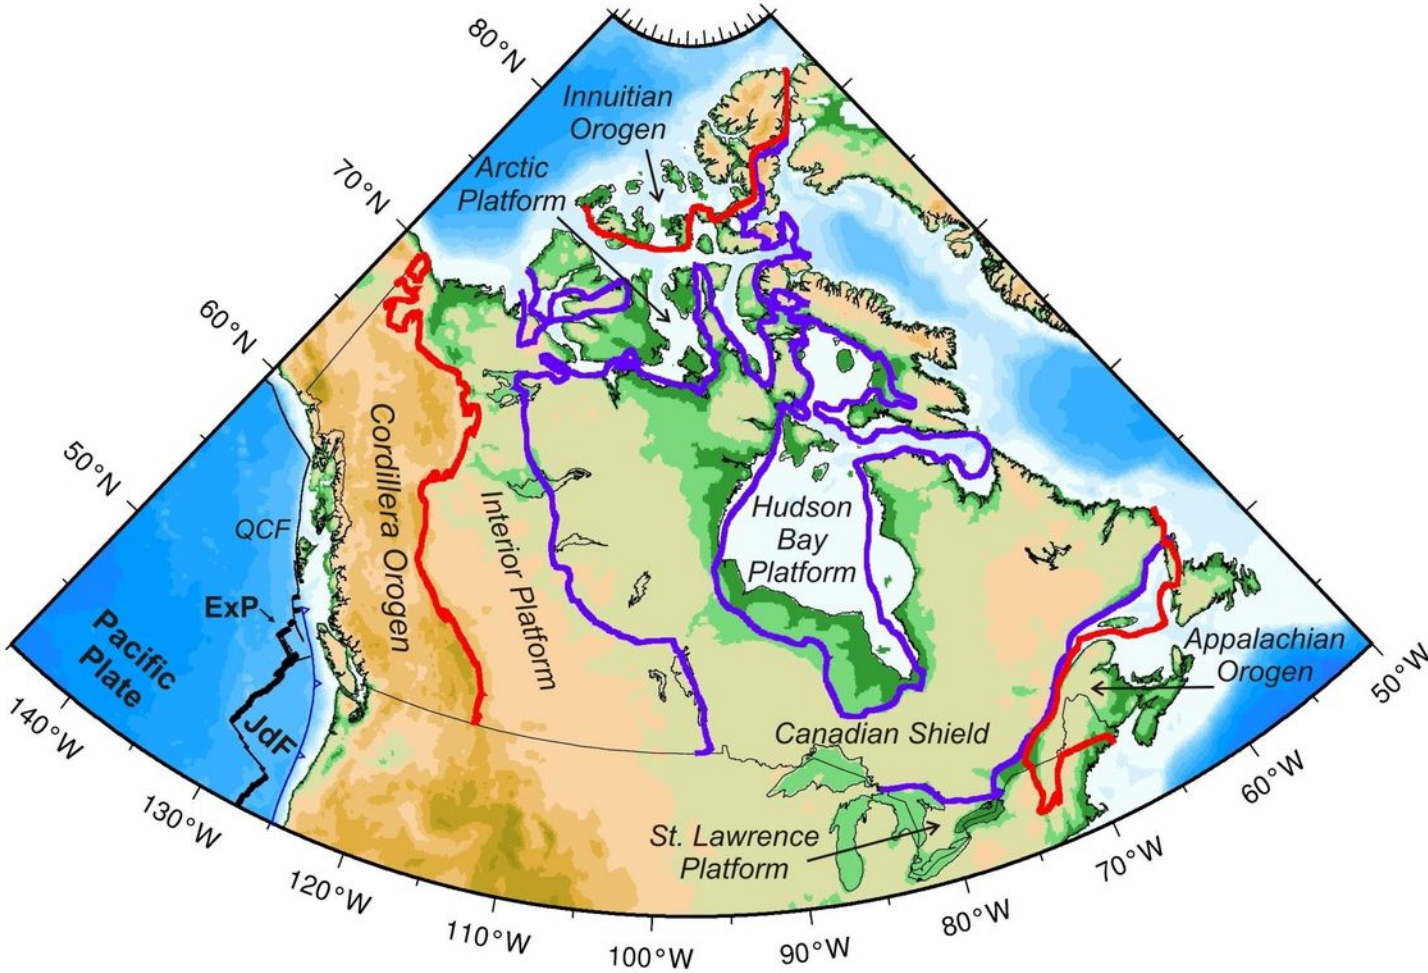 80°N
Innuitian
Orogen
Arctic
Platform
70°N
60°N
50°N
Cordillera Orogen
Interior Platform
Hudson
Bay
Platform
QCF
ExP
Pacific
Plate
JdF
Appalachian
Orogen
Canadian Shield
St. Lawrence
Platform
140°W
130°W
120°W
110°W
100°W
90°W
80°W
70°W
60°W
50°W